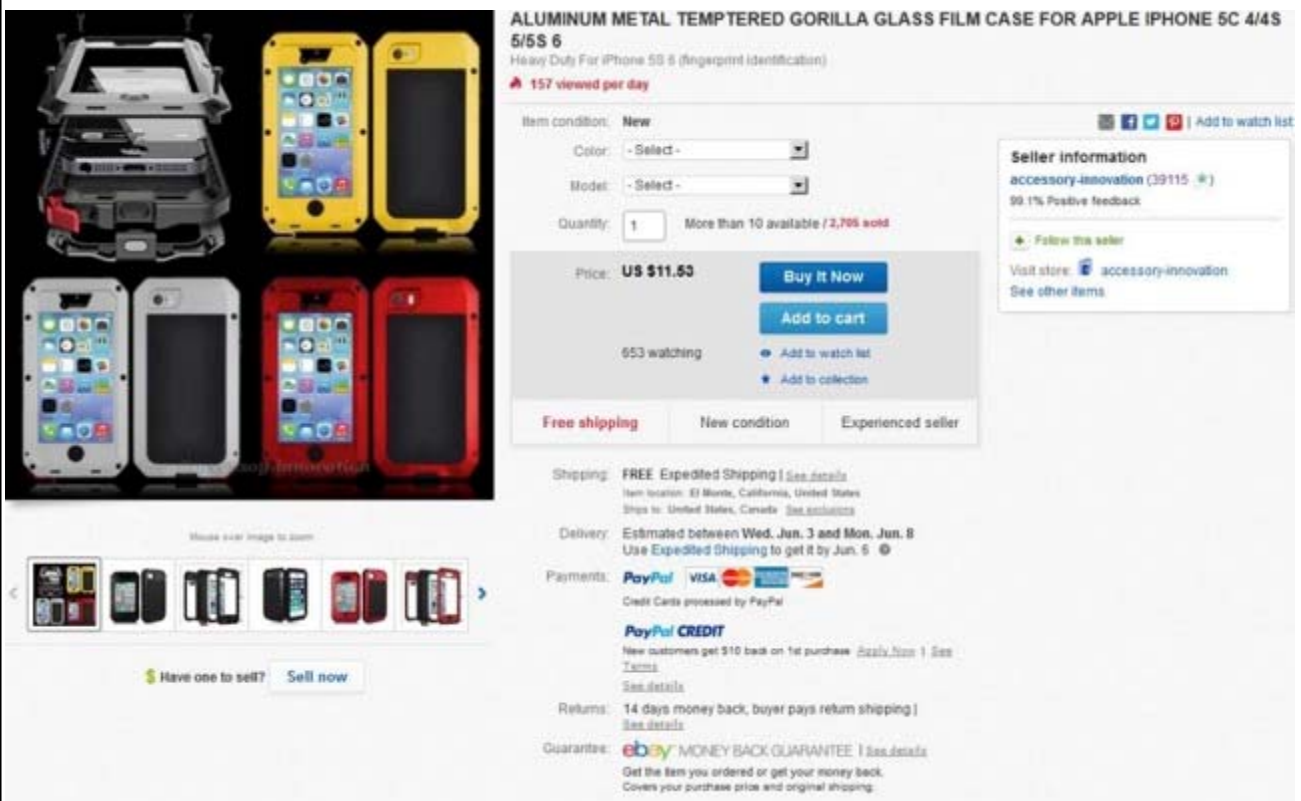 ALUMINUM METAL TEMPTERED GORILLA GLASS FILM CASE FOR APPLE IPHONE 5C 4/4S
5/5S 6
Heavy Duty For iPhone 5S 6 (fingerprint identification)
157 viewed per day
Item condition: New
Add to watch list
Color: - Select -
Model: - Select -
Quantity: 1 More than 10 available / 2,705 sold
Seller information
accessory-innovation (39115)
99.1% Positive feedback
Follow this seller
Visit store: accessory-innovation
See other items
Price: US $11.53
Buy It Now
Add to cart
653 watching
Add to watch list
Add to collection
Free shipping New condition Experienced seller
Shipping: FREE Expedited Shipping | See details
Item location: El Monte, California, United States
Ships to: United States, Canada See exclusions
Delivery: Estimated between Wed. Jun. 3 and Mon. Jun. 8
Use Expedited Shipping to get it by Jun. 6
Payments: PayPal VISA
Credit Cards processed by PayPal
PayPal CREDIT
New customers get $10 back on 1st purchase Apply Now | See
Terms
See details
Returns: 14 days money back, buyer pays return shipping |
See details
Guarantee: ebay MONEY BACK GUARANTEE | See details
Get the item you ordered or get your money back.
Covers your purchase price and original shipping.
Mouse over image to zoom
$ Have one to sell? Sell now